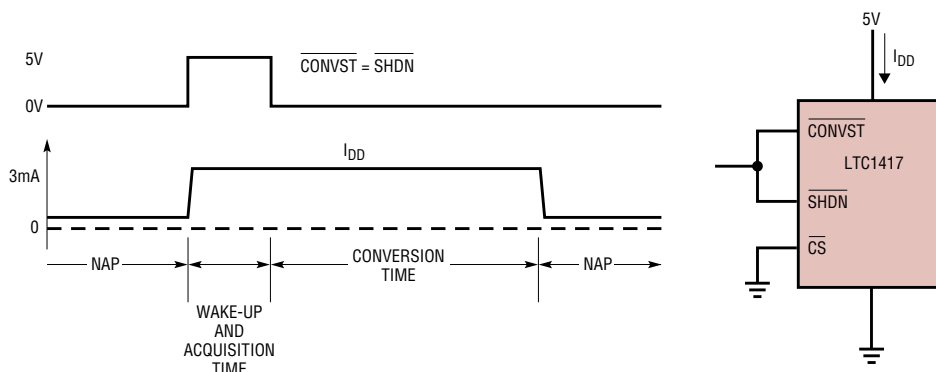 5V
0V
CONVST = SHDN
IDD
3mA
0
NAP
CONVERSION
TIME
NAP
WAKE-UP
AND
ACQUISITION
TIME
5V
IDD
CONVST
LTC1417
SHDN
CS